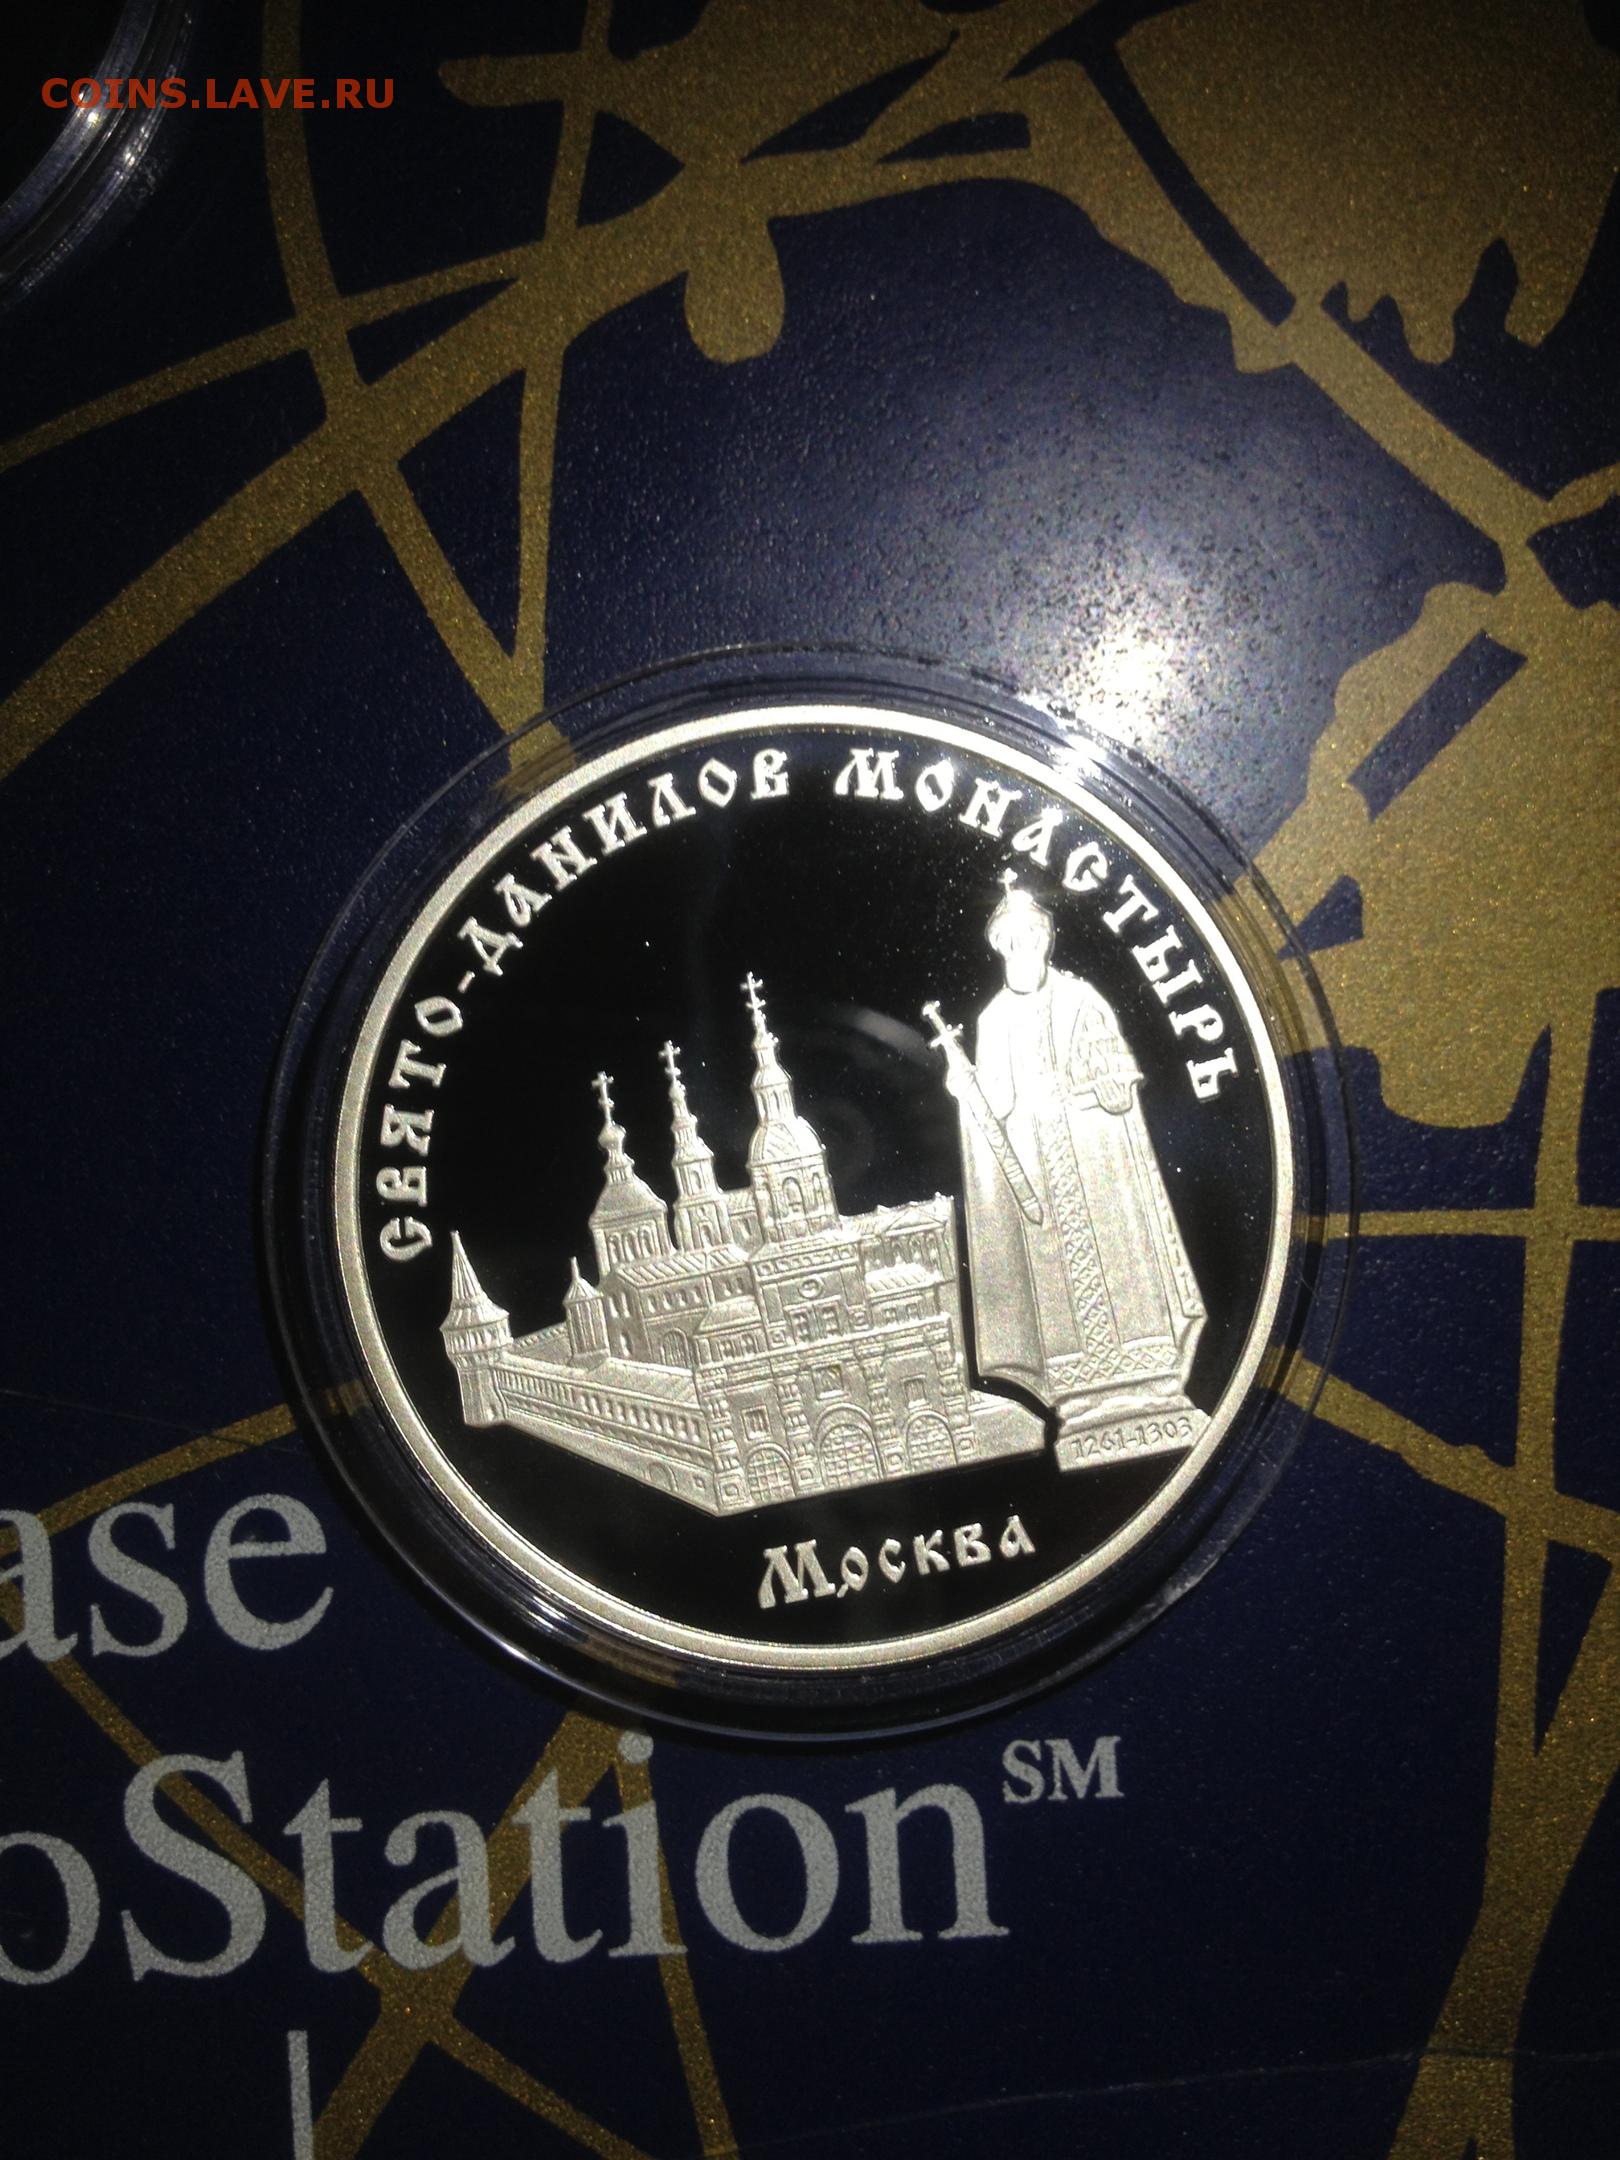 COINS.LAVE.RU
СВЯТО-ДАНИЛОВ МОНАСТЫРЬ
1261-1303
МОСКВА
ase
oStation SM